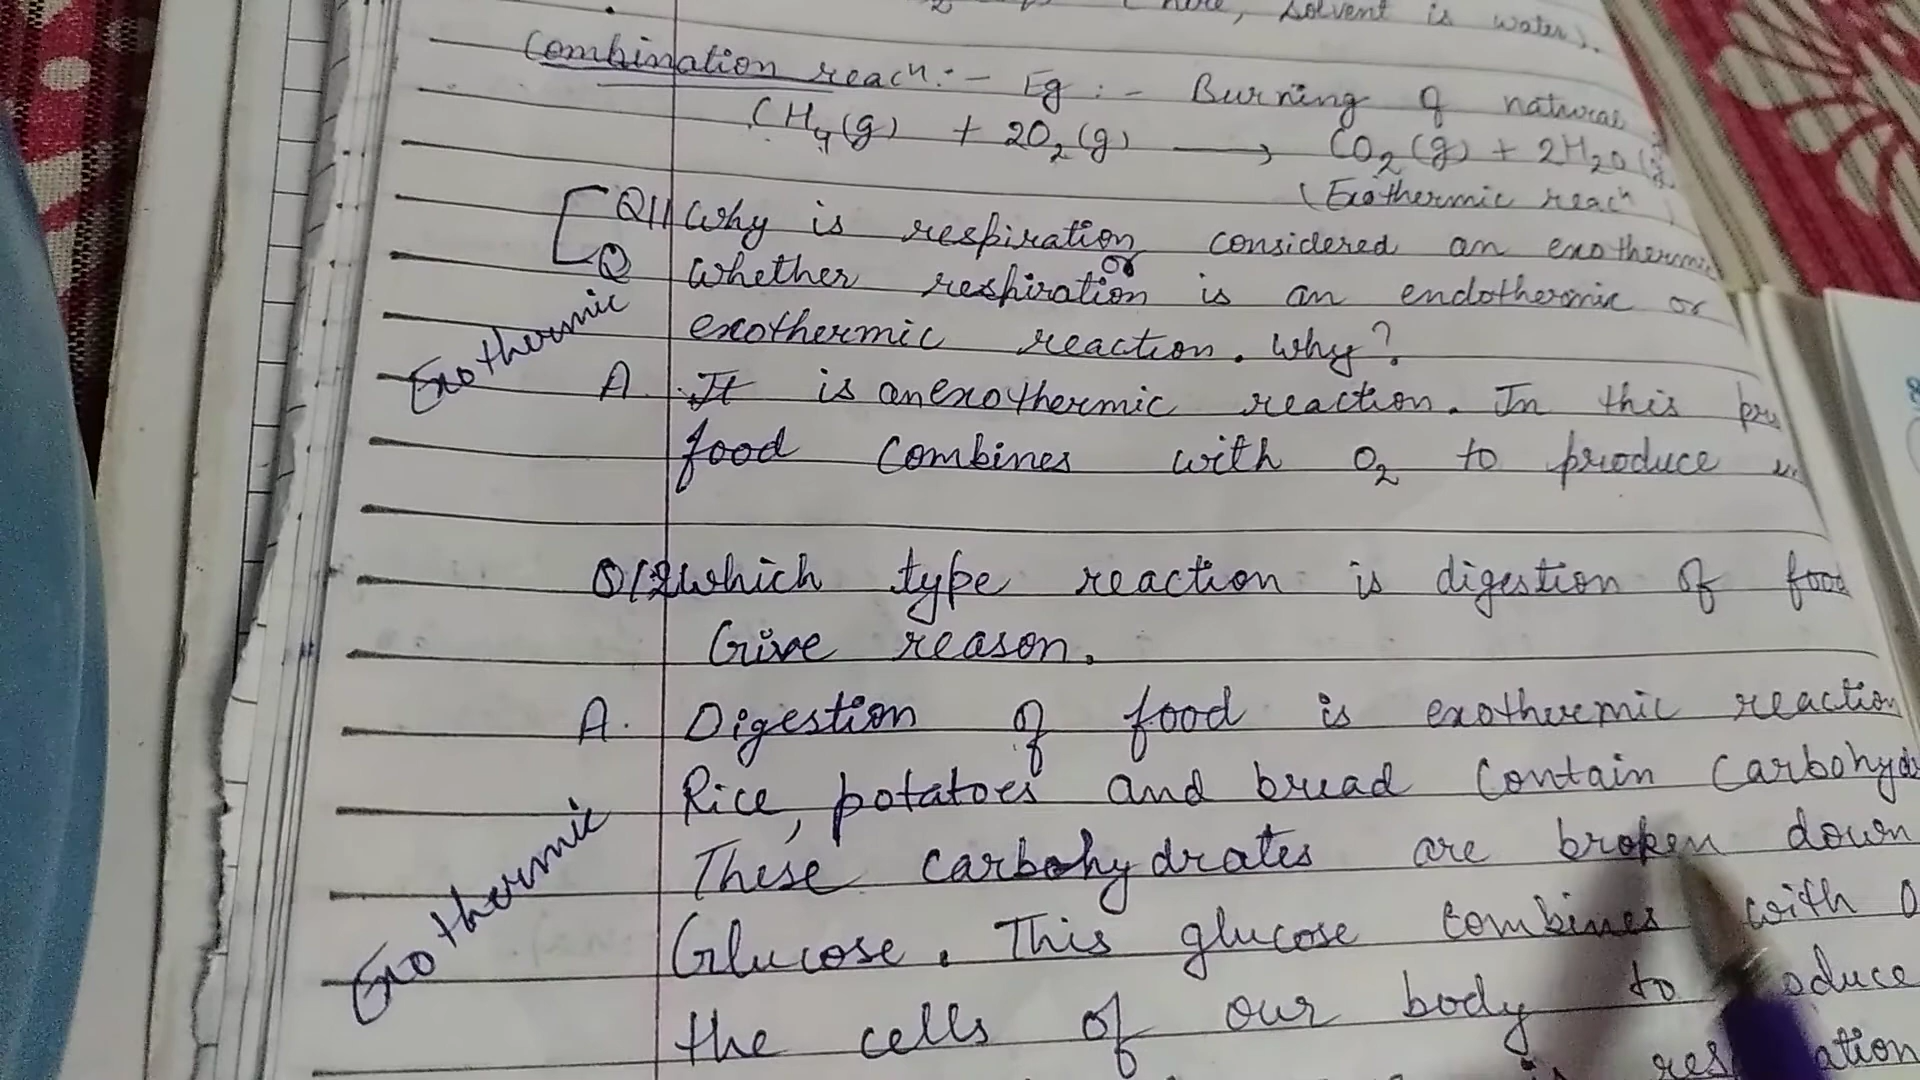 (here, solvent is water).
Combination reacn:- Eg:- Burning of natural
CH4(g) + 2O2(g) → CO2(g) + 2H2O(
(Exothermic reacn)
Q11 Why is respiration considered an exothermic
or
Q Whether respiration is an endothermic or
exothermic reaction. Why?
Exothermic
A. It is an exothermic reaction. In this
food combines with O2 to produce
Q12 Which type reaction is digestion of food
Give reason.
A. Digestion of food is exothermic reaction
Rice, potatoes and bread contain Carbohyd
These carbohydrates are broken down
Exothermic
Glucose. This glucose combines with O
the cells of our body to